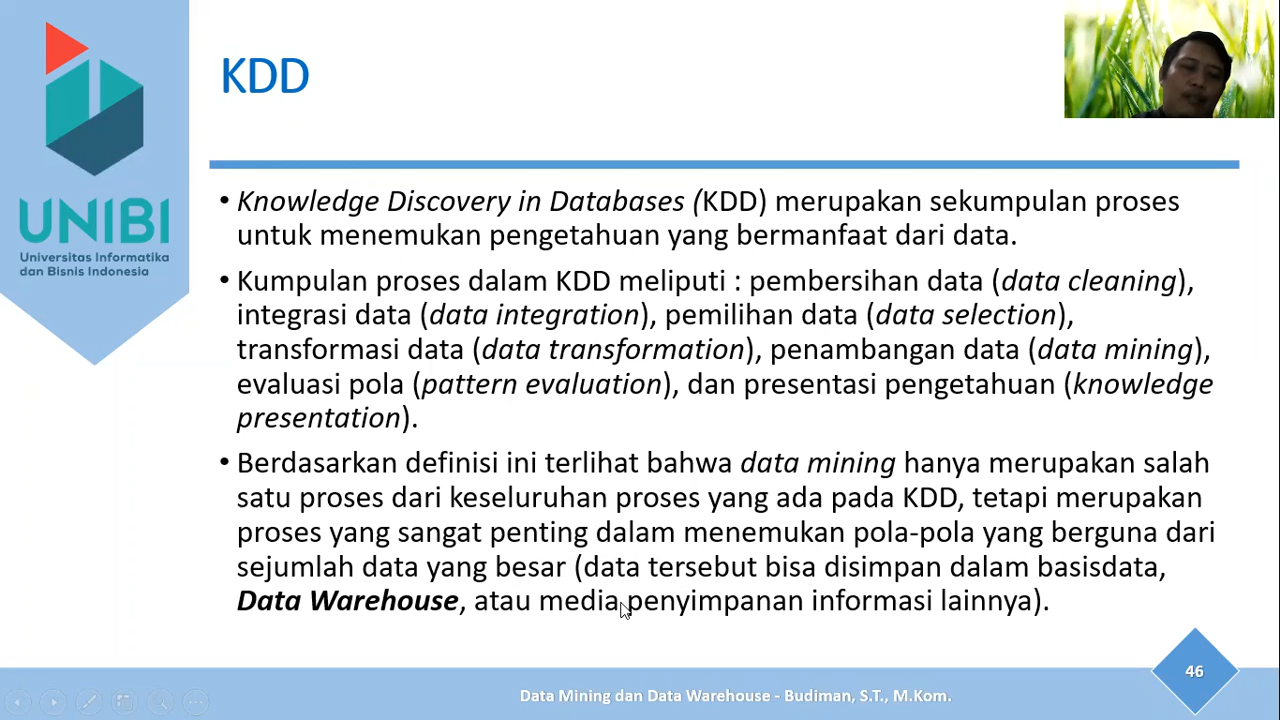 KDD
UNIBI
Universitas Informatika
dan Bisnis Indonesia
• Knowledge Discovery in Databases (KDD) merupakan sekumpulan proses
untuk menemukan pengetahuan yang bermanfaat dari data.
• Kumpulan proses dalam KDD meliputi : pembersihan data (data cleaning),
integrasi data (data integration), pemilihan data (data selection),
transformasi data (data transformation), penambangan data (data mining),
evaluasi pola (pattern evaluation), dan presentasi pengetahuan (knowledge
presentation).
• Berdasarkan definisi ini terlihat bahwa data mining hanya merupakan salah
satu proses dari keseluruhan proses yang ada pada KDD, tetapi merupakan
proses yang sangat penting dalam menemukan pola-pola yang berguna dari
sejumlah data yang besar (data tersebut bisa disimpan dalam basisdata,
Data Warehouse, atau media penyimpanan informasi lainnya).
46
Data Mining dan Data Warehouse - Budiman, S.T., M.Kom.